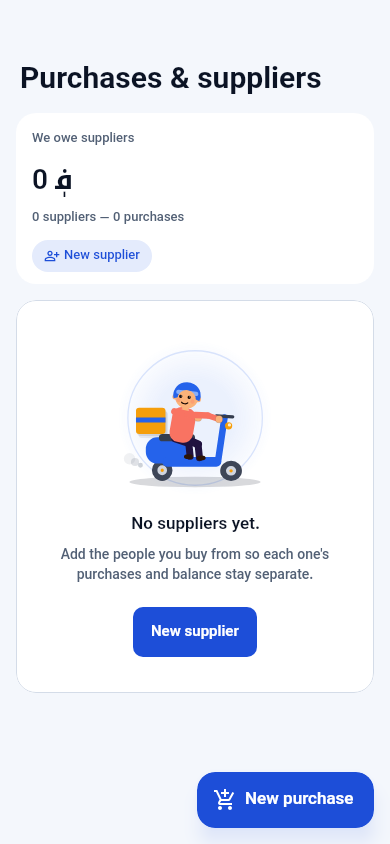 Purchases & suppliers
We owe suppliers
0 ؋
0 suppliers — 0 purchases
New supplier
No suppliers yet.
Add the people you buy from so each one's
purchases and balance stay separate.
New supplier
New purchase